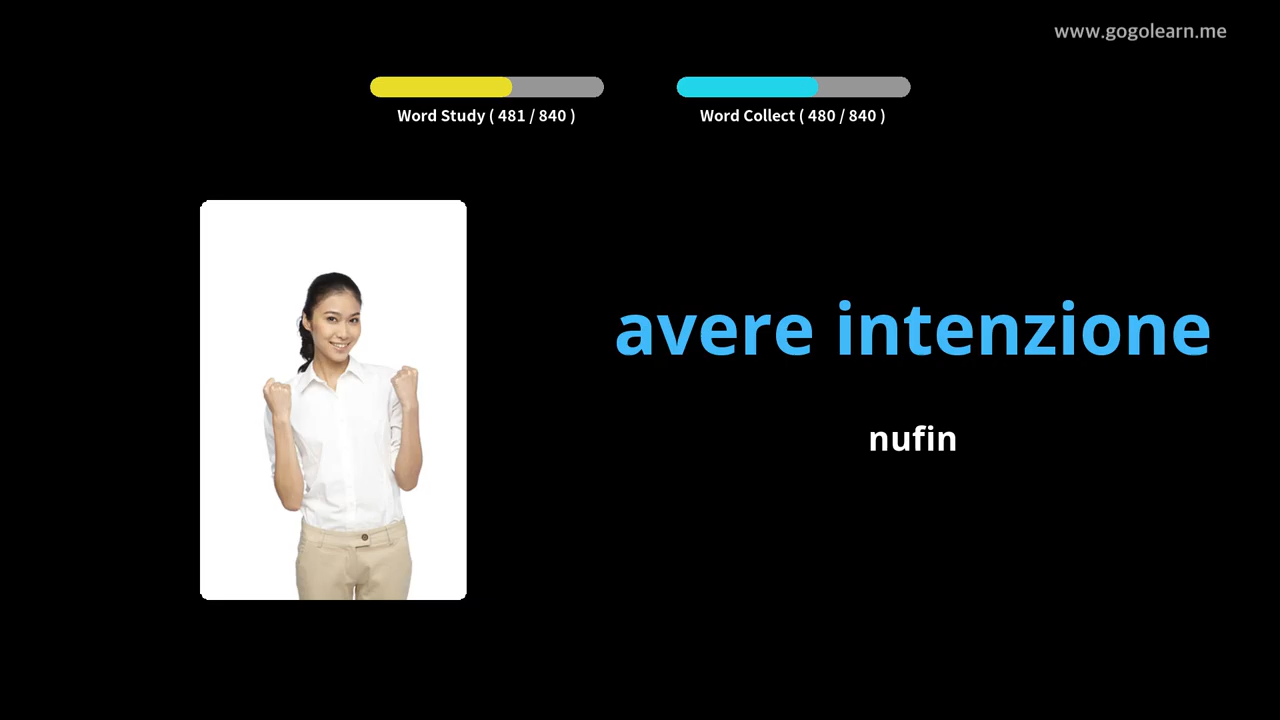 www.gogolearn.me
Word Study ( 481 / 840 )
Word Collect ( 480 / 840 )
avere intenzione
nufin